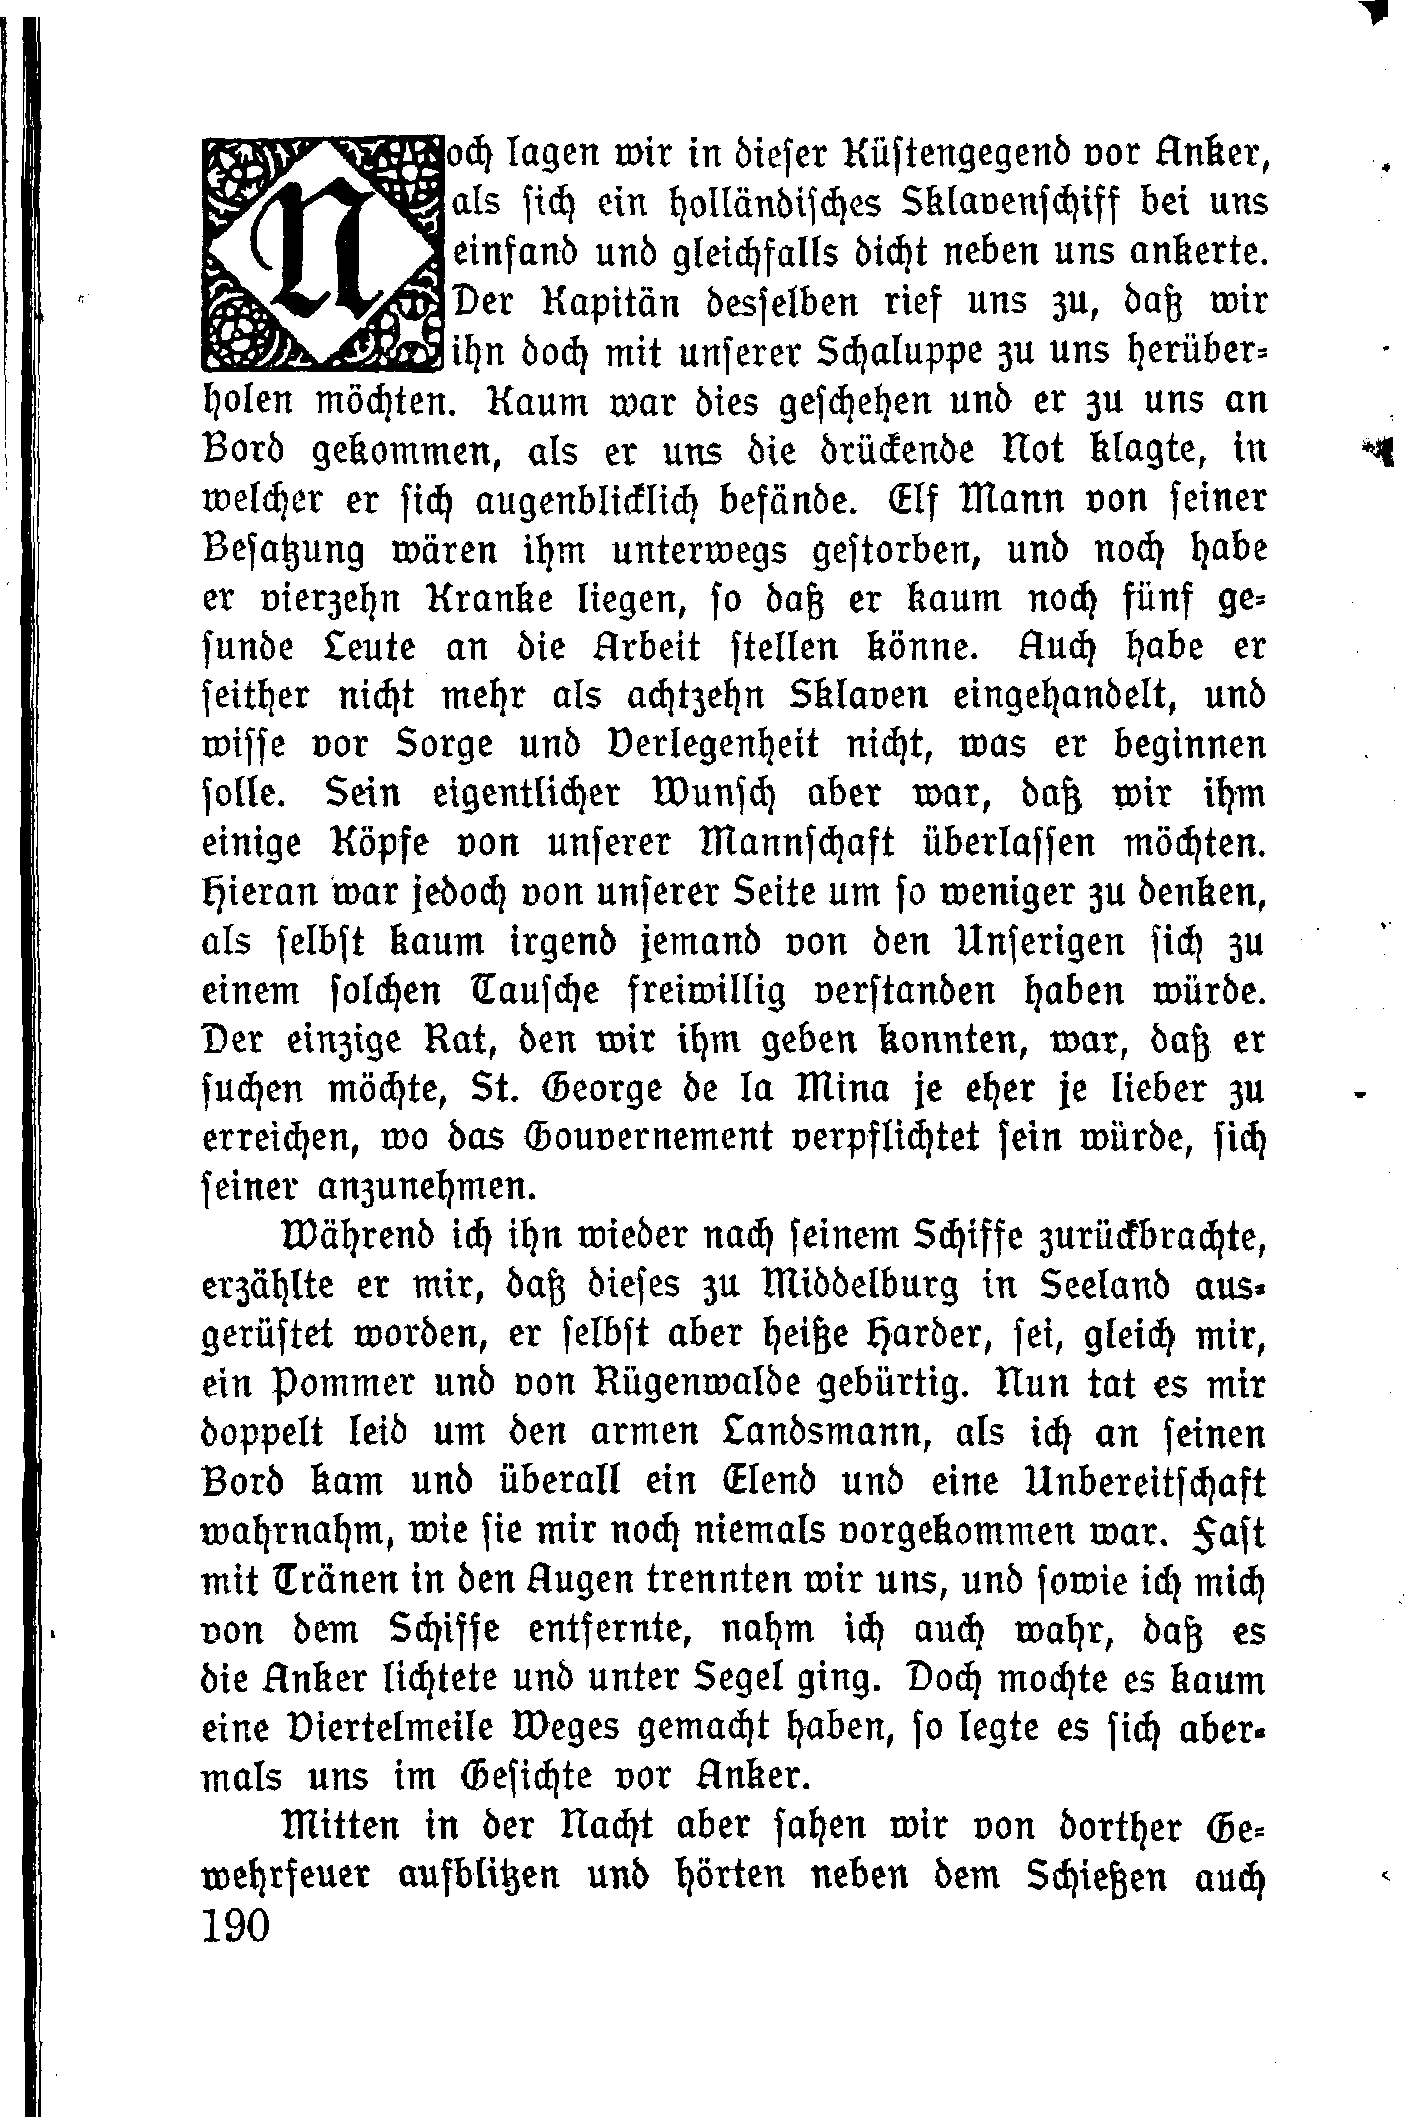 Noch lagen wir in dieser Küstengegend vor Anker,
als sich ein holländisches Sklavenschiff bei uns
einfand und gleichfalls dicht neben uns ankerte.
Der Kapitän desselben rief uns zu, daß wir
ihn doch mit unserer Schaluppe zu uns herüber-
holen möchten. Kaum war dies geschehen und er zu uns an
Bord gekommen, als er uns die drückende Not klagte, in
welcher er sich augenblicklich befände. Elf Mann von seiner
Besatzung wären ihm unterwegs gestorben, und noch habe
er vierzehn Kranke liegen, so daß er kaum noch fünf ge-
sunde Leute an die Arbeit stellen könne. Auch habe er
seither nicht mehr als achtzehn Sklaven eingehandelt, und
wisse vor Sorge und Verlegenheit nicht, was er beginnen
solle. Sein eigentlicher Wunsch aber war, daß wir ihm
einige Köpfe von unserer Mannschaft überlassen möchten.
Hieran war jedoch von unserer Seite um so weniger zu denken,
als selbst kaum irgend jemand von den Unserigen sich zu
einem solchen Tausche freiwillig verstanden haben würde.
Der einzige Rat, den wir ihm geben konnten, war, daß er
suchen möchte, St. George de la Mina je eher je lieber zu
erreichen, wo das Gouvernement verpflichtet sein würde, sich
seiner anzunehmen.
Während ich ihn wieder nach seinem Schiffe zurückbrachte,
erzählte er mir, daß dieses zu Middelburg in Seeland aus-
gerüstet worden, er selbst aber heiße Harder, sei, gleich mir,
ein Pommer und von Rügenwalde gebürtig. Nun tat es mir
doppelt leid um den armen Landsmann, als ich an seinen
Bord kam und überall ein Elend und eine Unbereitschaft
wahrnahm, wie sie mir noch niemals vorgekommen war. Fast
mit Tränen in den Augen trennten wir uns, und sowie ich mich
von dem Schiffe entfernte, nahm ich auch wahr, daß es
die Anker lichtete und unter Segel ging. Doch mochte es kaum
eine Viertelmeile Weges gemacht haben, so legte es sich aber-
mals uns im Gesichte vor Anker.
Mitten in der Nacht aber sahen wir von dorther Ge-
wehrfeuer aufblitzen und hörten neben dem Schießen auch
190